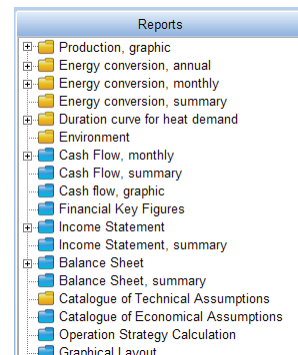 Reports
Production, graphic
Energy conversion, annual
Energy conversion, monthly
Energy conversion, summary
Duration curve for heat demand
Environment
Cash Flow, monthly
Cash Flow, summary
Cash flow, graphic
Financial Key Figures
Income Statement
Income Statement, summary
Balance Sheet
Balance Sheet, summary
Catalogue of Technical Assumptions
Catalogue of Economical Assumptions
Operation Strategy Calculation
Graphical Layout